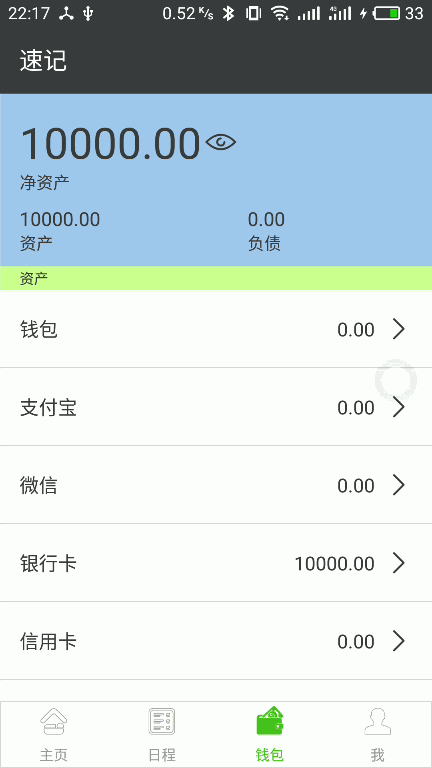 22:17 0.52 K/s 4G 33
速记
10000.00
净资产
10000.00 0.00
资产 负债
资产
钱包 0.00
支付宝 0.00
微信 0.00
银行卡 10000.00
信用卡 0.00
主页 日程 钱包 我